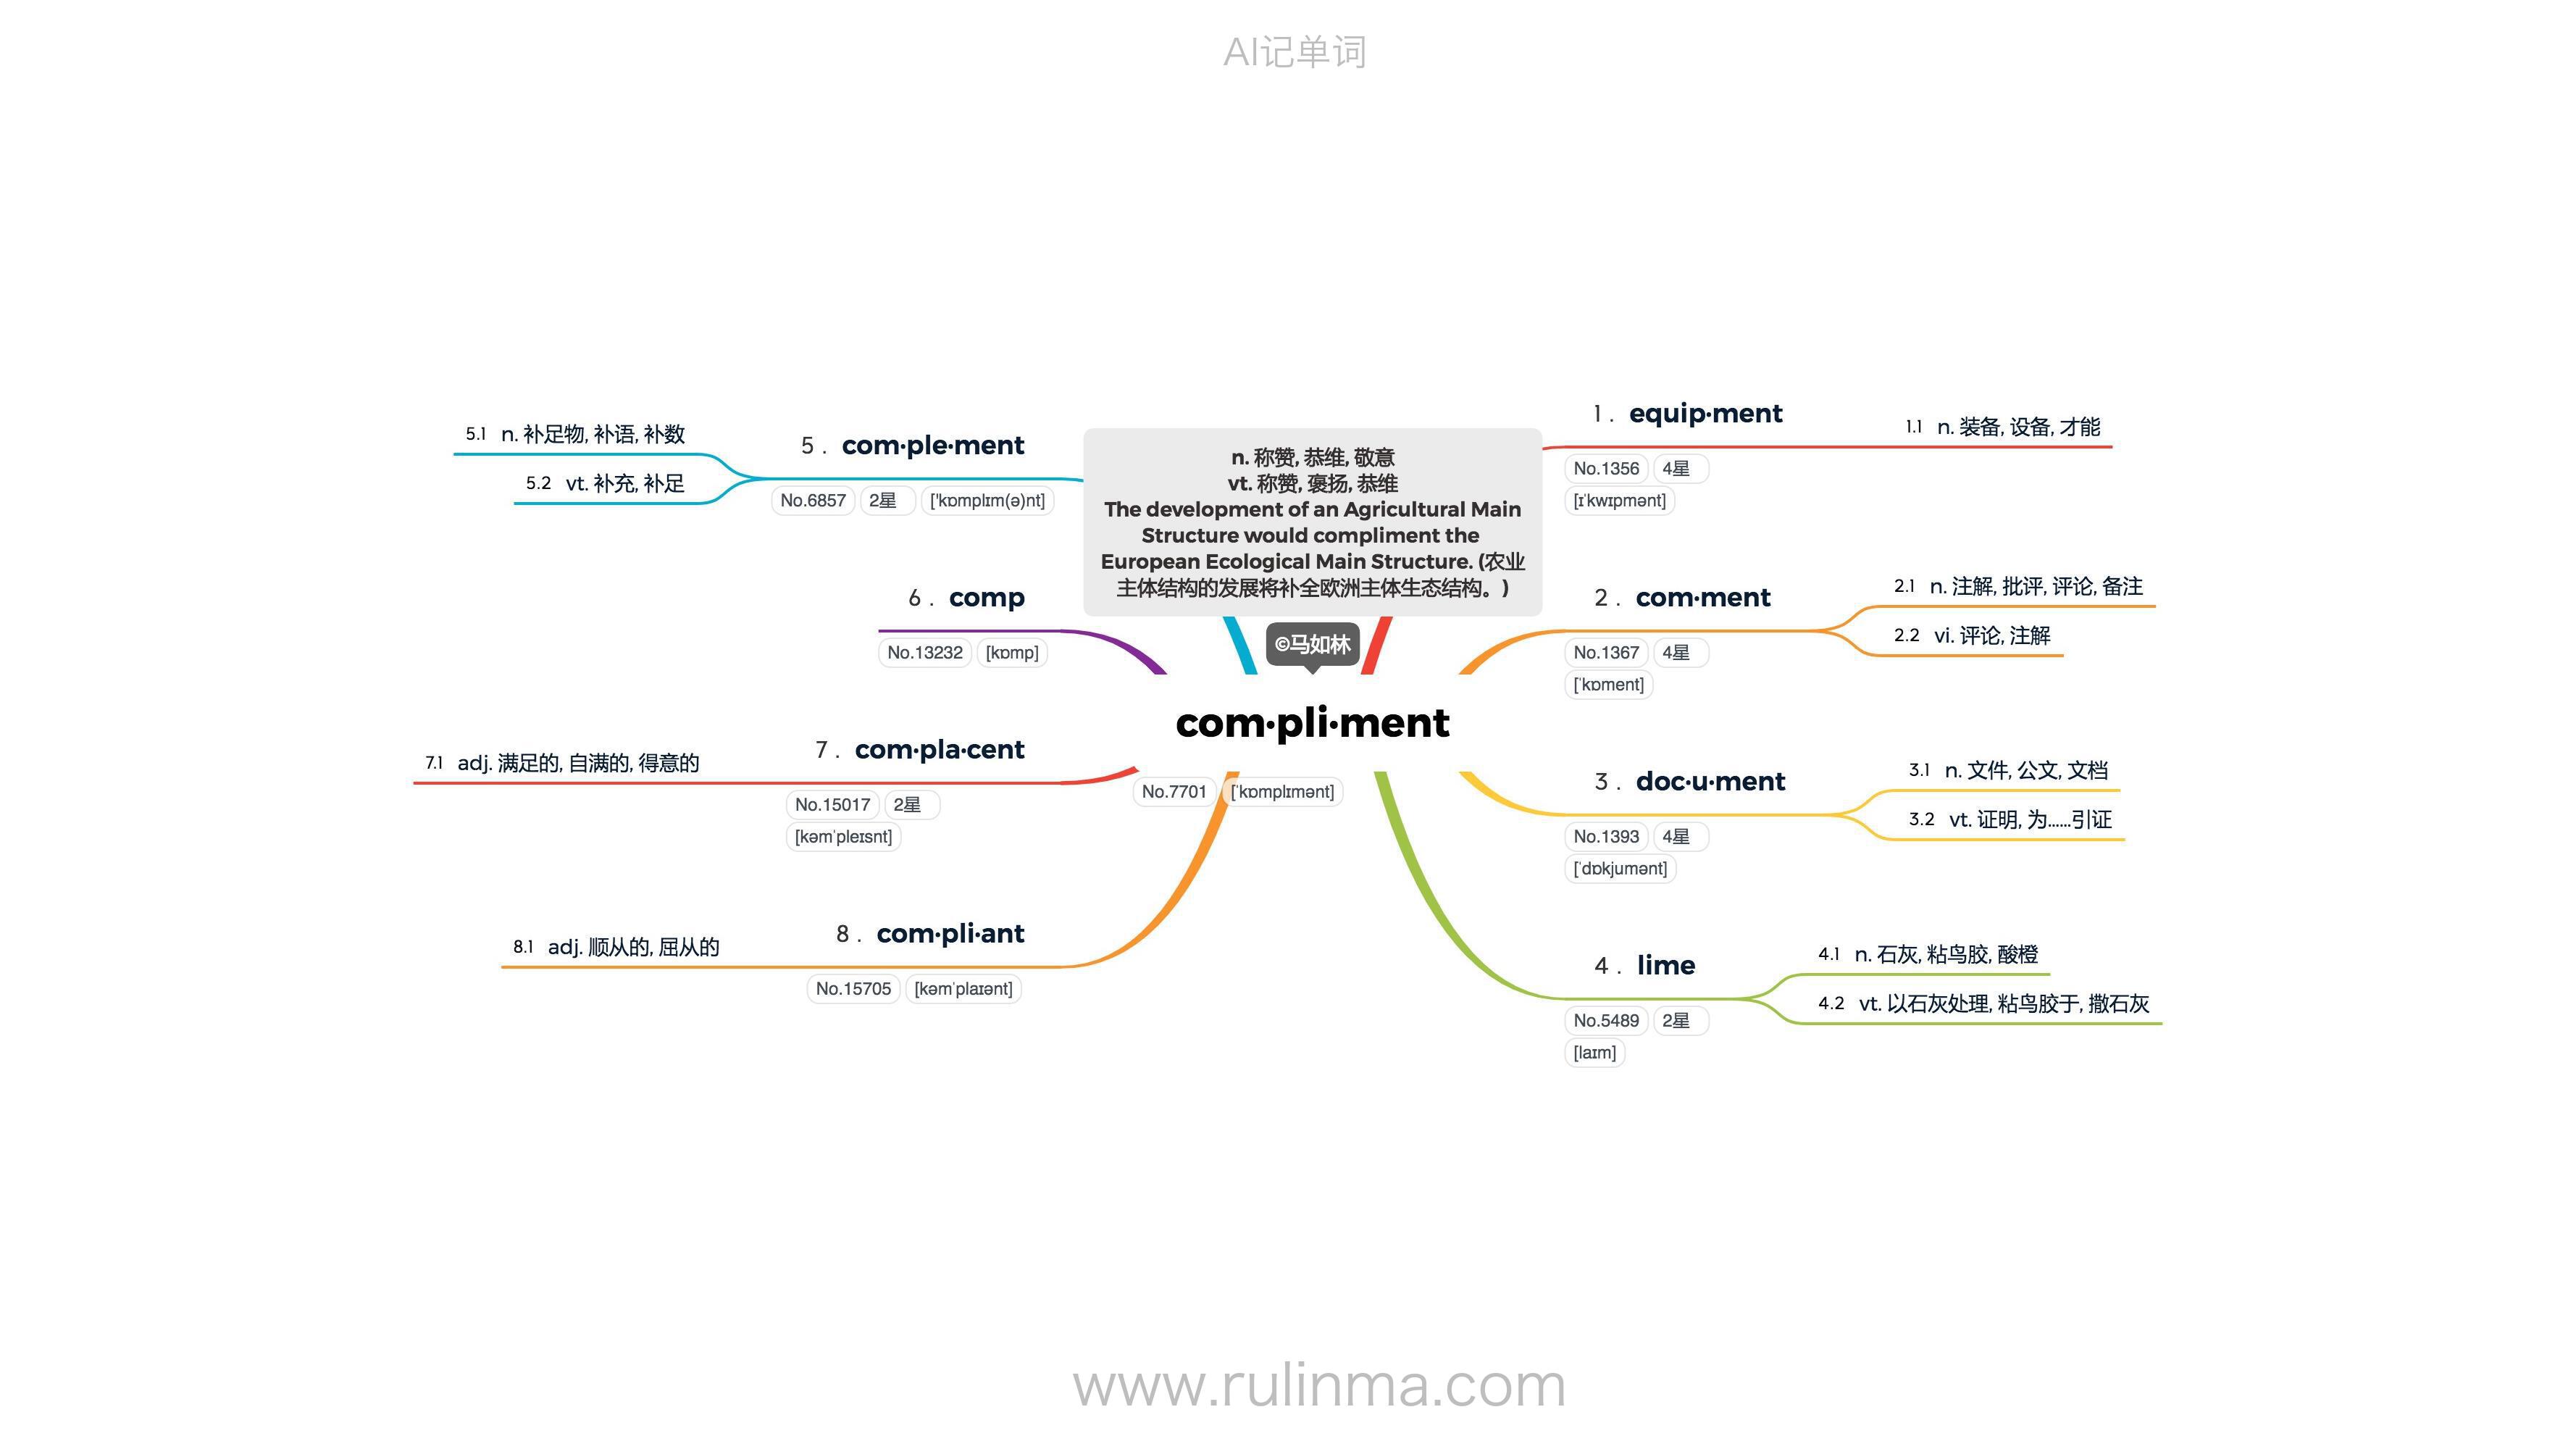 AI记单词
n. 称赞, 恭维, 敬意
vt. 称赞, 褒扬, 恭维
The development of an Agricultural Main
Structure would compliment the
European Ecological Main Structure. (农业
主体结构的发展将补全欧洲主体生态结构。)
©马如林
com·pli·ment
No.7701 [ˈkɒmplɪmənt]
1. equip·ment
No.1356 4星
[ɪˈkwɪpmənt]
1.1 n. 装备, 设备, 才能
2. com·ment
No.1367 4星
[ˈkɒment]
2.1 n. 注解, 批评, 评论, 备注
2.2 vi. 评论, 注解
3. doc·u·ment
No.1393 4星
[ˈdɒkjumənt]
3.1 n. 文件, 公文, 文档
3.2 vt. 证明, 为……引证
4. lime
No.5489 2星
[laɪm]
4.1 n. 石灰, 粘鸟胶, 酸橙
4.2 vt. 以石灰处理, 粘鸟胶于, 撒石灰
5. com·ple·ment
No.6857 2星 ['kɒmplɪm(ə)nt]
5.1 n. 补足物, 补语, 补数
5.2 vt. 补充, 补足
6. comp
No.13232 [kɒmp]
7. com·pla·cent
No.15017 2星
[kəmˈpleɪsnt]
7.1 adj. 满足的, 自满的, 得意的
8. com·pli·ant
No.15705 [kəmˈplaɪənt]
8.1 adj. 顺从的, 屈从的
www.rulinma.com